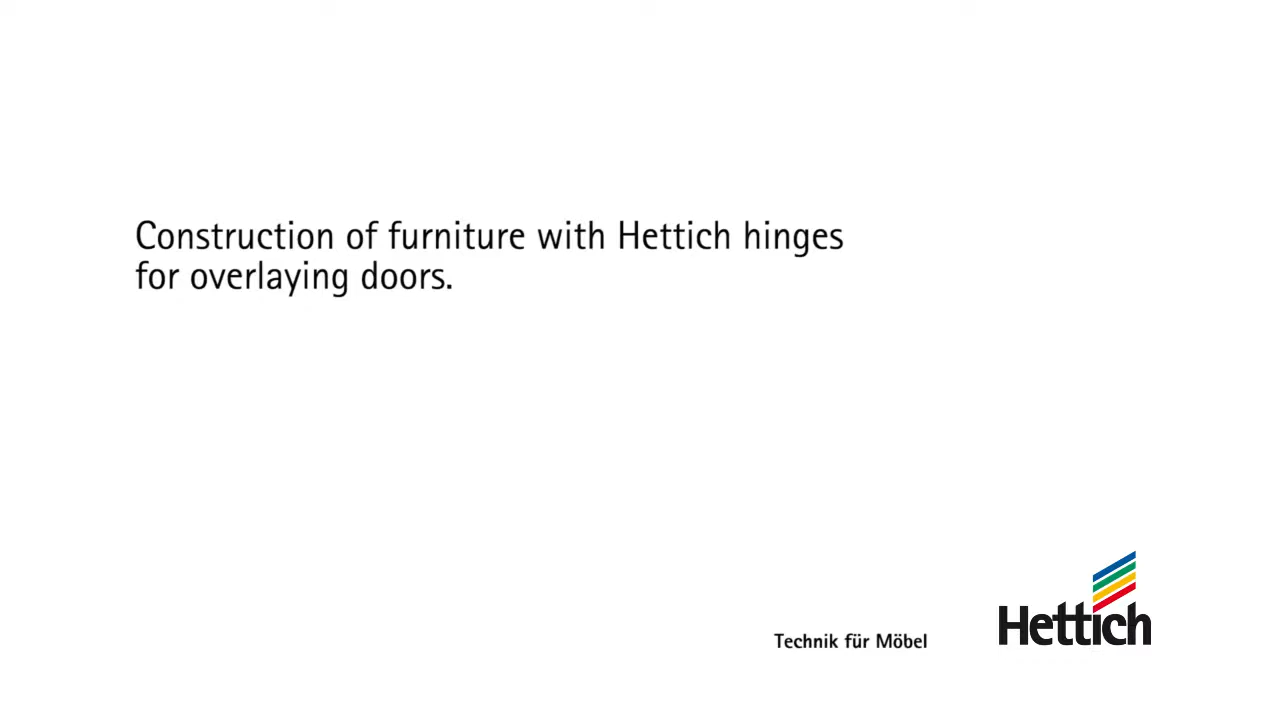 Construction of furniture with Hettich hinges
for overlaying doors.
Technik für Möbel
Hettich